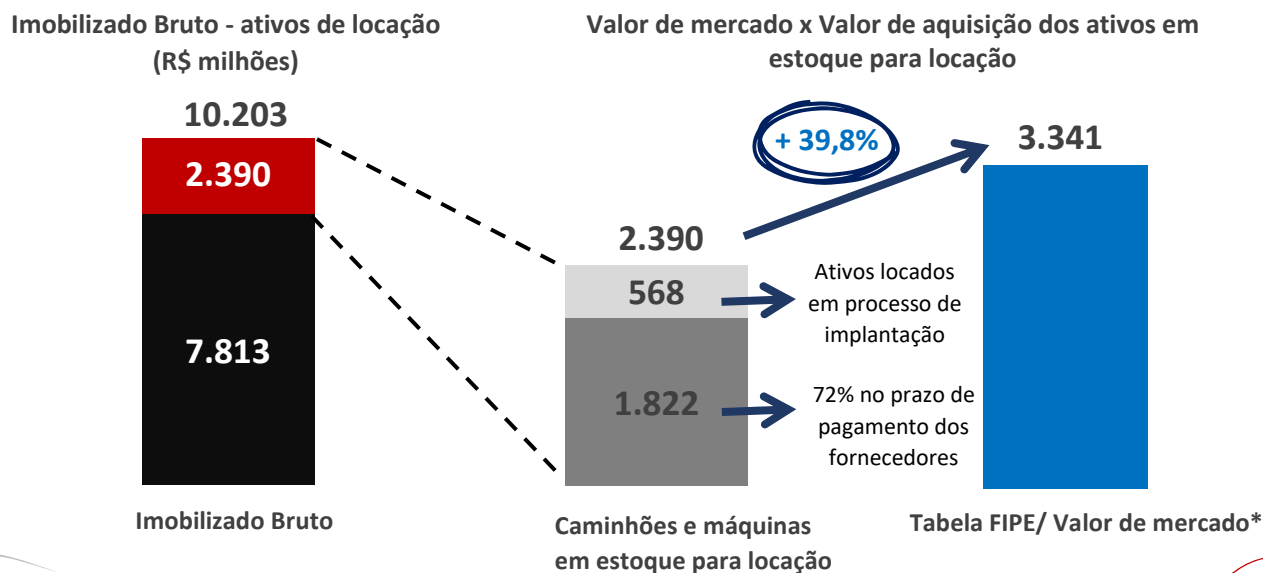 Imobilizado Bruto - ativos de locação
(R$ milhões)
10.203
2.390
7.813
Imobilizado Bruto
Valor de mercado x Valor de aquisição dos ativos em
estoque para locação
+ 39,8%
3.341
2.390
568
Ativos locados
em processo de
implantação
1.822
72% no prazo de
pagamento dos
fornecedores
Caminhões e máquinas
em estoque para locação
Tabela FIPE/ Valor de mercado*